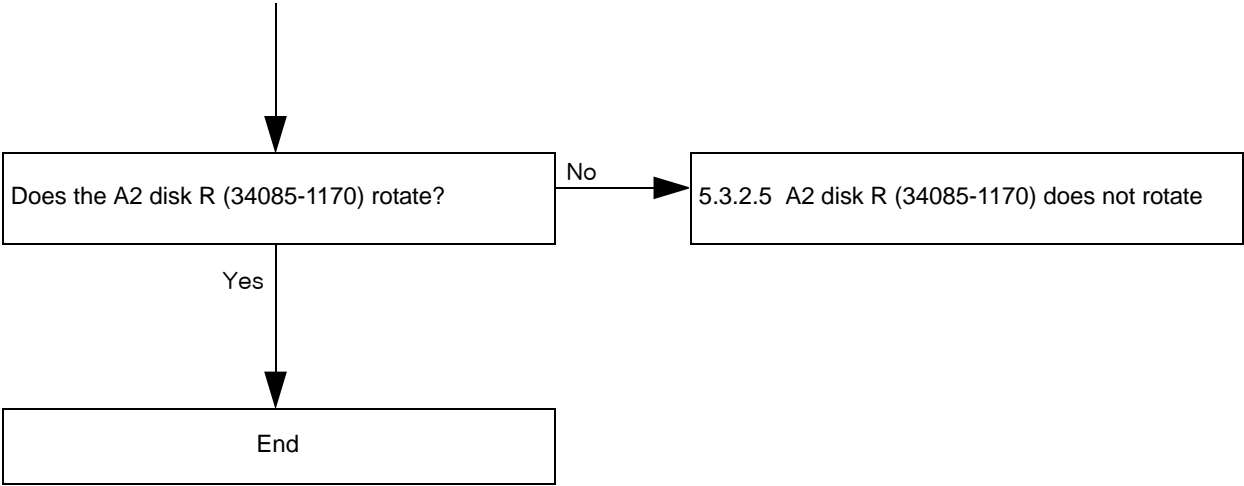 Does the A2 disk R (34085-1170) rotate?
No
5.3.2.5 A2 disk R (34085-1170) does not rotate
Yes
End